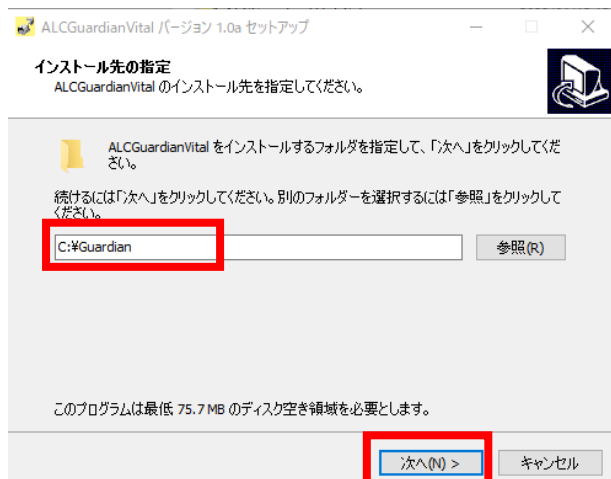 ALCGuardianVital バージョン 1.0a セットアップ
インストール先の指定
ALCGuardianVital のインストール先を指定してください。
ALCGuardianVital をインストールするフォルダを指定して、「次へ」をクリックしてくだ
さい。
続けるには「次へ」をクリックしてください。別のフォルダーを選択するには「参照」をクリックして
ください。
C:¥Guardian
参照(R)
このプログラムは最低 75.7 MB のディスク空き領域を必要とします。
次へ(N) >
キャンセル